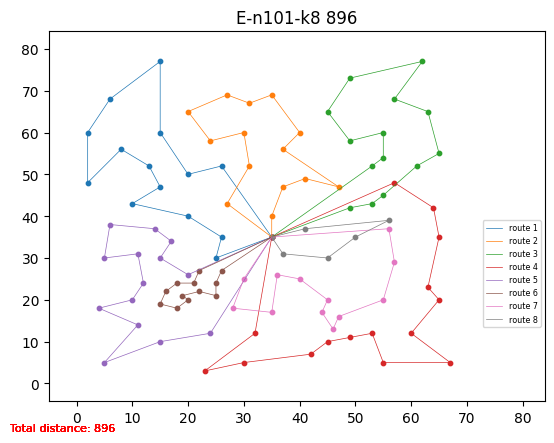 E-n101-k8 896
80
70
60
50
40
30
20
10
0
route 1
route 2
route 3
route 4
route 5
route 6
route 7
route 8
0 10 20 30 40 50 60 70 80
Total distance: 896